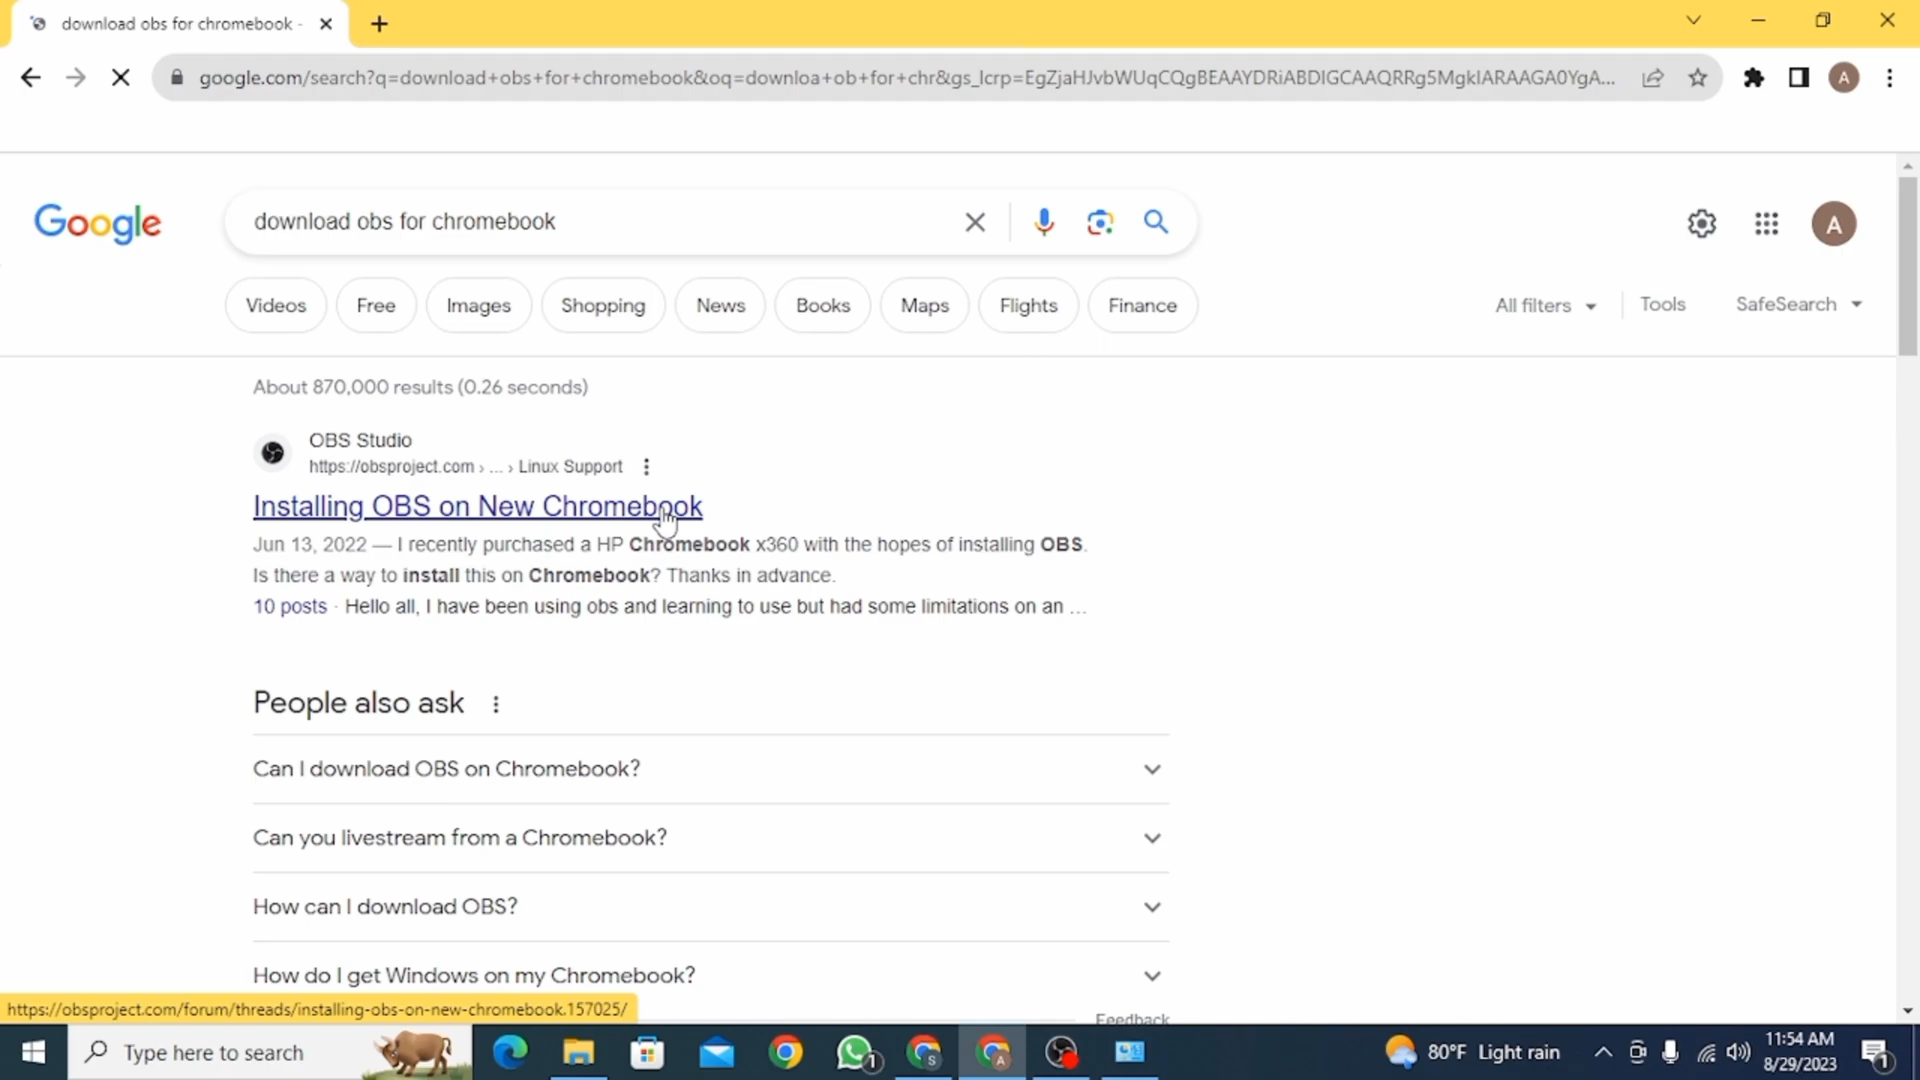 download obs for chromebook -
google.com/search?q=download+obs+for+chromebook&oq=downloa+ob+for+chr&gs_lcrp=EgZjaHJvbWUqCQgBEAAYDRiABDIGCAAQRRg5MgkIARAAGA0YgA...
A
Google
download obs for chromebook
A
Videos
Free
Images
Shopping
News
Books
Maps
Flights
Finance
All filters
Tools
SafeSearch
About 870,000 results (0.26 seconds)
OBS Studio
https://obsproject.com › ... › Linux Support
Installing OBS on New Chromebook
Jun 13, 2022 — I recently purchased a HP Chromebook x360 with the hopes of installing OBS.
Is there a way to install this on Chromebook? Thanks in advance.
10 posts · Hello all, I have been using obs and learning to use but had some limitations on an ...
People also ask
Can I download OBS on Chromebook?
Can you livestream from a Chromebook?
How can I download OBS?
How do I get Windows on my Chromebook?
https://obsproject.com/forum/threads/installing-obs-on-new-chromebook.157025/
Feedback
Type here to search
1
S
A
80°F Light rain
11:54 AM
8/29/2023
1